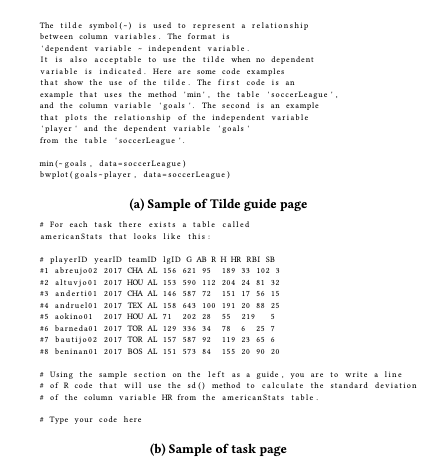 The tilde symbol(~) is used to represent a relationship
between column variables. The format is
'dependent variable ~ independent variable.
It is also acceptable to use the tilde when no dependent
variable is indicated. Here are some code examples
that show the use of the tilde. The first code is an
example that uses the method 'min', the table 'soccerLeague',
and the column variable 'goals'. The second is an example
that plots the relationship of the independent variable
'player' and the dependent variable 'goals'
from the table 'soccerLeague'.
min(~goals, data=soccerLeague)
bwplot(goals~player, data=soccerLeague)
(a) Sample of Tilde guide page
# For each task there exists a table called
americanStats that looks like this:
# playerID yearID teamID lgID G AB R H HR RBI SB
#1 abreujo02 2017 CHA AL 156 621 95 189 33 102 3
#2 altuvjo01 2017 HOU AL 153 590 112 204 24 81 32
#3 anderti01 2017 CHA AL 146 587 72 151 17 56 15
#4 andruel01 2017 TEX AL 158 643 100 191 20 88 25
#5 aokino01 2017 HOU AL 71 202 28 55 219 5
#6 barneda01 2017 TOR AL 129 336 34 78 6 25 7
#7 bautijo02 2017 TOR AL 157 587 92 119 23 65 6
#8 beninan01 2017 BOS AL 151 573 84 155 20 90 20
# Using the sample section on the left as a guide, you are to write a line
# of R code that will use the sd() method to calculate the standard deviation
# of the column variable HR from the americanStats table.
# Type your code here
(b) Sample of task page